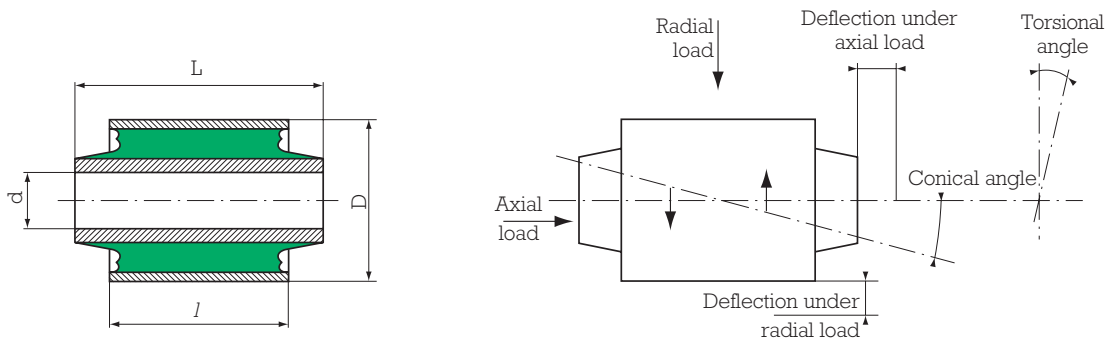 L
d
D
l
Radial
load
Deflection under
axial load
Torsional
angle
Conical angle
Axial
load
Deflection under
radial load